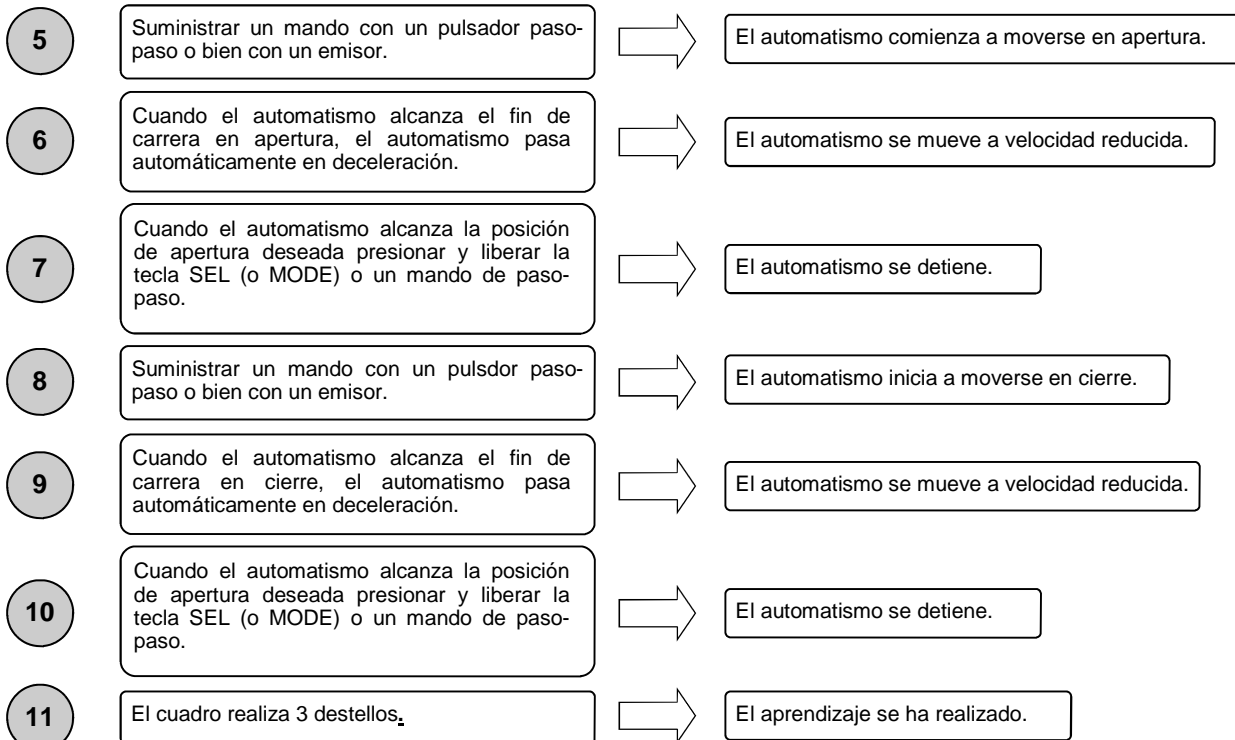 5
Suministrar un mando con un pulsador paso-
paso o bien con un emisor.
El automatismo comienza a moverse en apertura.
6
Cuando el automatismo alcanza el fin de
carrera en apertura, el automatismo pasa
automáticamente en deceleración.
El automatismo se mueve a velocidad reducida.
7
Cuando el automatismo alcanza la posición
de apertura deseada presionar y liberar la
tecla SEL (o MODE) o un mando de paso-
paso.
El automatismo se detiene.
8
Suministrar un mando con un pulsdor paso-
paso o bien con un emisor.
El automatismo inicia a moverse en cierre.
9
Cuando el automatismo alcanza el fin de
carrera en cierre, el automatismo pasa
automáticamente en deceleración.
El automatismo se mueve a velocidad reducida.
10
Cuando el automatismo alcanza la posición
de apertura deseada presionar y liberar la
tecla SEL (o MODE) o un mando de paso-
paso.
El automatismo se detiene.
11
El cuadro realiza 3 destellos.
El aprendizaje se ha realizado.